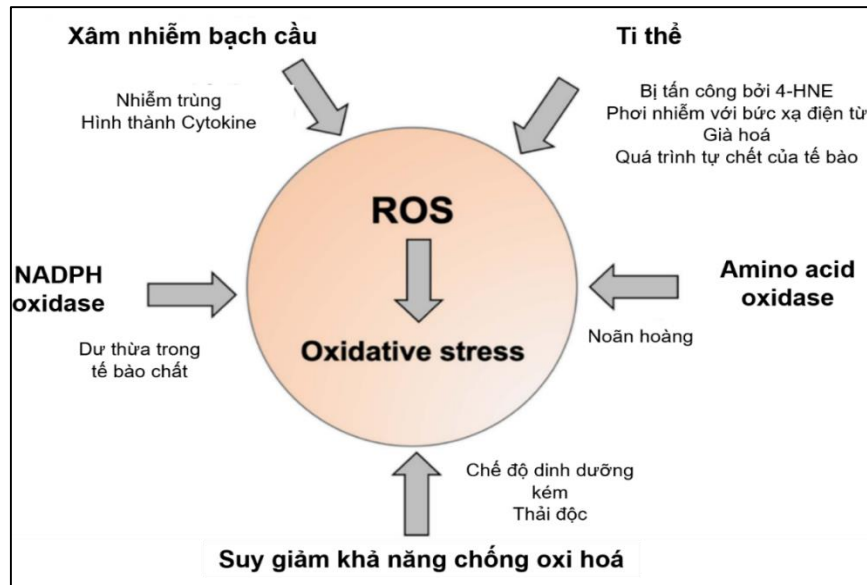 Xâm nhiễm bạch cầu
Nhiễm trùng
Hình thành Cytokine
Ti thể
Bị tấn công bởi 4-HNE
Phơi nhiễm với bức xạ điện từ
Già hoá
Quá trình tự chết của tế bào
ROS
Oxidative stress
NADPH
oxidase
Dư thừa trong
tế bào chất
Amino acid
oxidase
Noãn hoàng
Chế độ dinh dưỡng
kém
Thải độc
Suy giảm khả năng chống oxi hoá